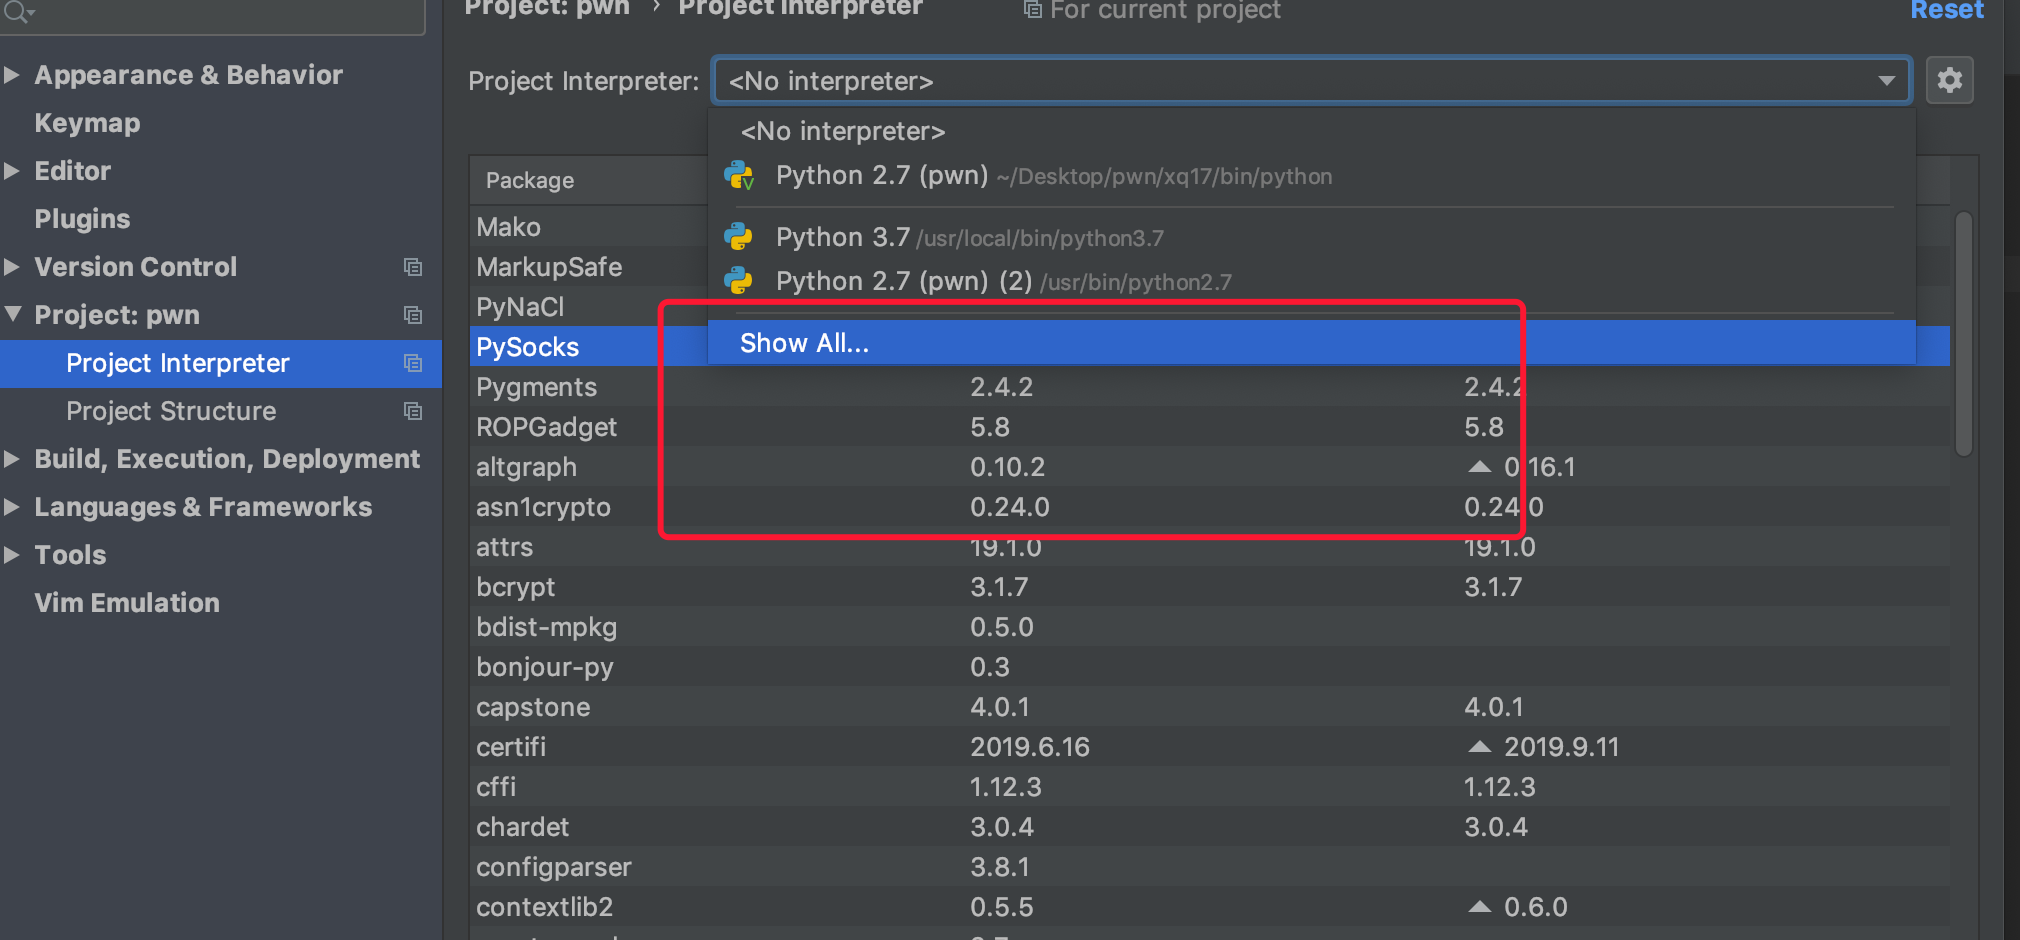 Project: pwn › Project Interpreter For current project Reset
Appearance & Behavior
Keymap
Editor
Plugins
Version Control
Project: pwn
Project Interpreter
Project Structure
Build, Execution, Deployment
Languages & Frameworks
Tools
Vim Emulation
Project Interpreter: <No interpreter>
<No interpreter>
Python 2.7 (pwn) ~/Desktop/pwn/xq17/bin/python
Python 3.7 /usr/local/bin/python3.7
Python 2.7 (pwn) (2) /usr/bin/python2.7
Show All...
Package
Mako
MarkupSafe
PyNaCl
PySocks
Pygments 2.4.2 2.4.2
ROPGadget 5.8 5.8
altgraph 0.10.2 0.16.1
asn1crypto 0.24.0 0.24.0
attrs 19.1.0 19.1.0
bcrypt 3.1.7 3.1.7
bdist-mpkg 0.5.0
bonjour-py 0.3
capstone 4.0.1 4.0.1
certifi 2019.6.16 2019.9.11
cffi 1.12.3 1.12.3
chardet 3.0.4 3.0.4
configparser 3.8.1
contextlib2 0.5.5 0.6.0